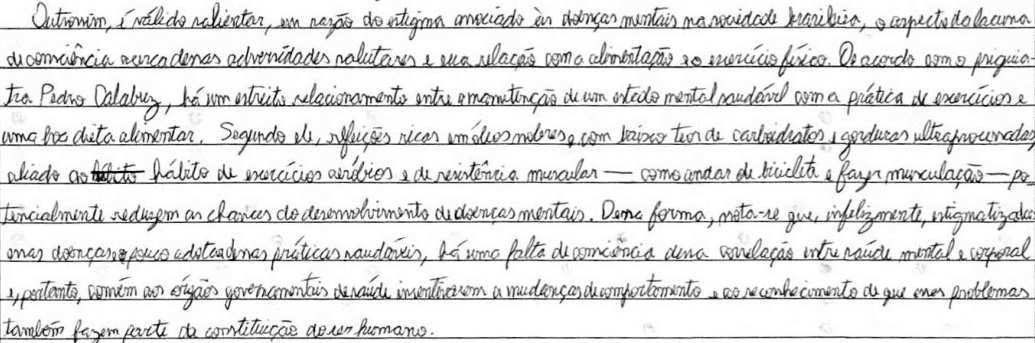 Outrossim, é válido salientar, em razão do estigma associado às doenças mentais na sociedade brasileira, o aspecto da lacuna
de consciência acerca dessas adversidades salutares e sua relação com a alimentação e o exercício físico. De acordo com o psiquia-
tra Pedro Calabrez, há um estreito relacionamento entre a manutenção de um estado mental saudável com a prática de exercícios e
uma boa dieta alimentar. Segundo ele, refeições ricas em óleos nobres e com baixo teor de carboidratos e gorduras ultraprocessadas
aliado ao hábito de exercícios aeróbios e de resistência muscular — como andar de bicicleta e fazer musculação — po-
tencialmente reduzem as chances do desenvolvimento de doenças mentais. Dessa forma, nota-se que, infelizmente, estigmatizadas
essas doenças e pouco adotadas essas práticas saudáveis, há uma falta de consciência dessa correlação entre saúde mental e corporal
e, portanto, convém aos órgãos governamentais de saúde incentivarem a mudanças de comportamento e ao reconhecimento de que esses problemas
também fazem parte da constituição do ser humano.